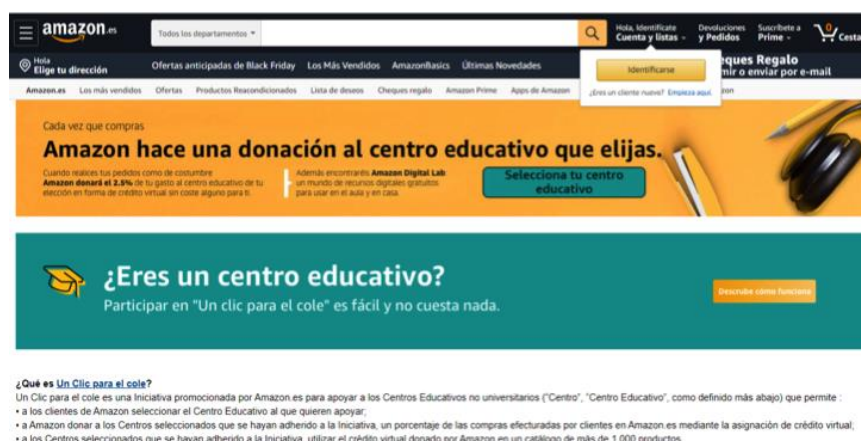 amazon.es
Todos los departamentos
Hola, Identifícate
Cuenta y listas
Devoluciones
y Pedidos
Suscríbete a
Prime
0
Cesta
Hola
Elige tu dirección
Ofertas anticipadas de Black Friday Los Más Vendidos AmazonBasics Últimas Novedades
eques Regalo
mir o enviar por e-mail
Identificarse
¿Eres un cliente nuevo? Empieza aquí.
Amazon.es Los más vendidos Ofertas Productos Reacondicionados Lista de deseos Cheques regalo Amazon Prime Apps de Amazon zon
Cada vez que compras
Amazon hace una donación al centro educativo que elijas.
Cuando realices tus pedidos como de costumbre
Amazon donará el 2.5% de tu gasto al centro educativo de tu
elección en forma de crédito virtual sin coste alguno para ti.
Además encontraréis Amazon Digital Lab
un mundo de recursos digitales gratuitos
para usar en el aula y en casa.
Selecciona tu centro
educativo
¿Eres un centro educativo?
Participar en "Un clic para el cole" es fácil y no cuesta nada.
Descrube cómo funciona
¿Qué es Un Clic para el cole?
Un Clic para el cole es una Iniciativa promocionada por Amazon.es para apoyar a los Centros Educativos no universitarios ("Centro", "Centro Educativo", como definido más abajo) que permite :
• a los clientes de Amazon seleccionar el Centro Educativo al que quieren apoyar;
• a Amazon donar a los Centros seleccionados que se hayan adherido a la Iniciativa, un porcentaje de las compras efectuadas por clientes en Amazon.es mediante la asignación de crédito virtual;
• a los Centros seleccionados que se hayan adherido a la Iniciativa, utilizar el crédito virtual donado por Amazon en un catálogo de más de 1.000 productos